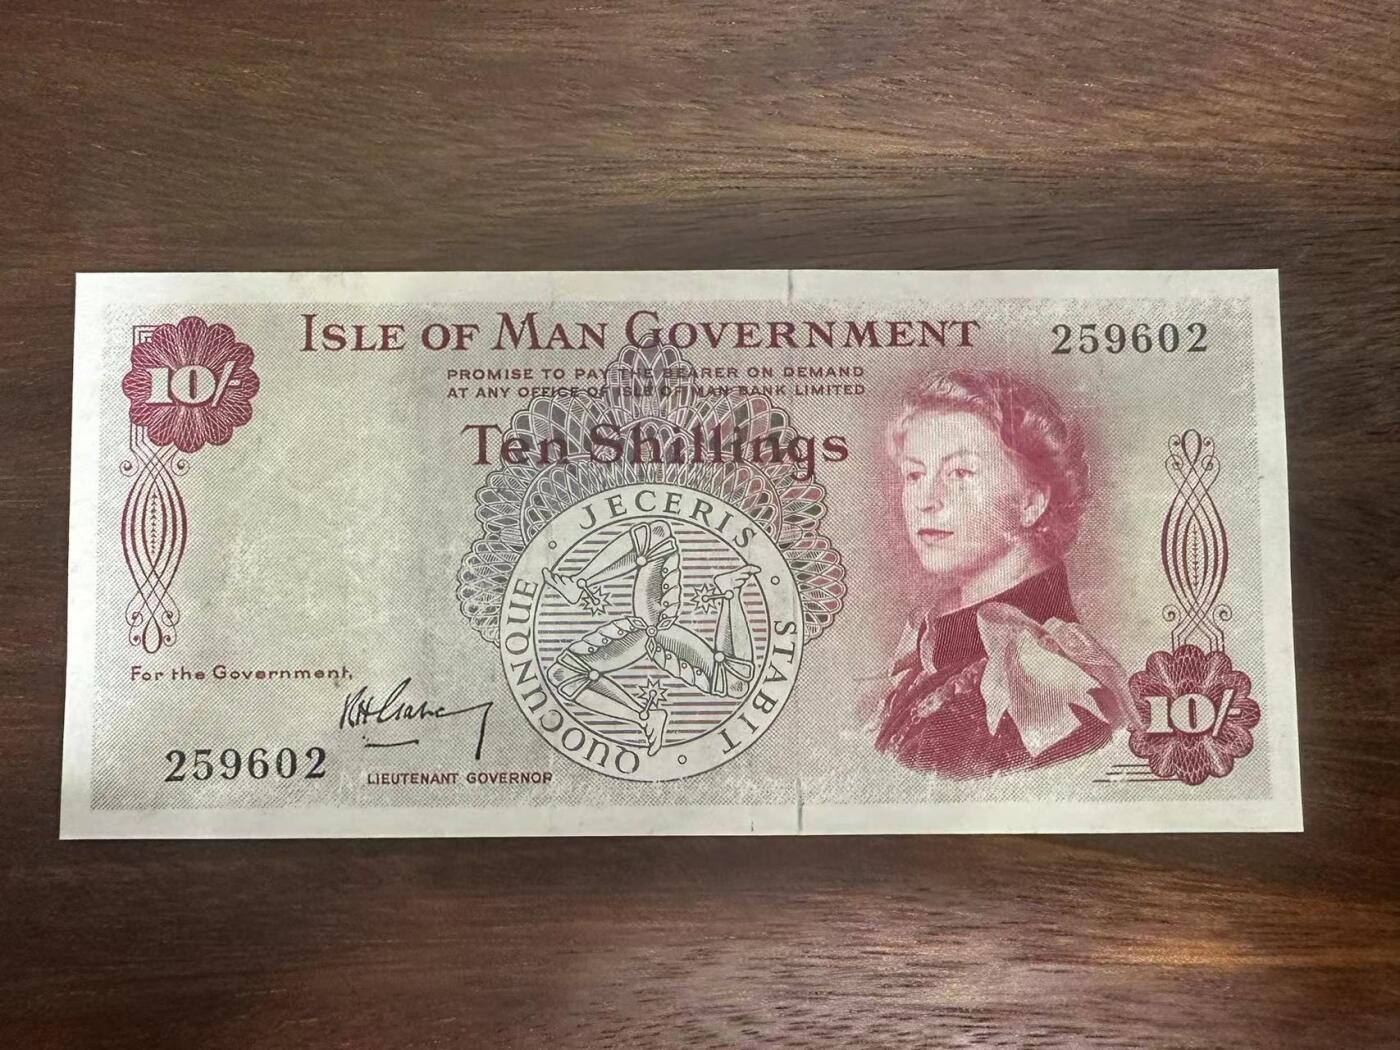 ISLE OF MAN GOVERNMENT
259602
10/-
PROMISE TO PAY THE BEARER ON DEMAND
AT ANY OFFICE OF ISLE OF MAN BANK LIMITED
Ten Shillings
QUOCUNQUE · JECERIS · STABIT
For the Government,
LIEUTENANT GOVERNOR
259602
10/-